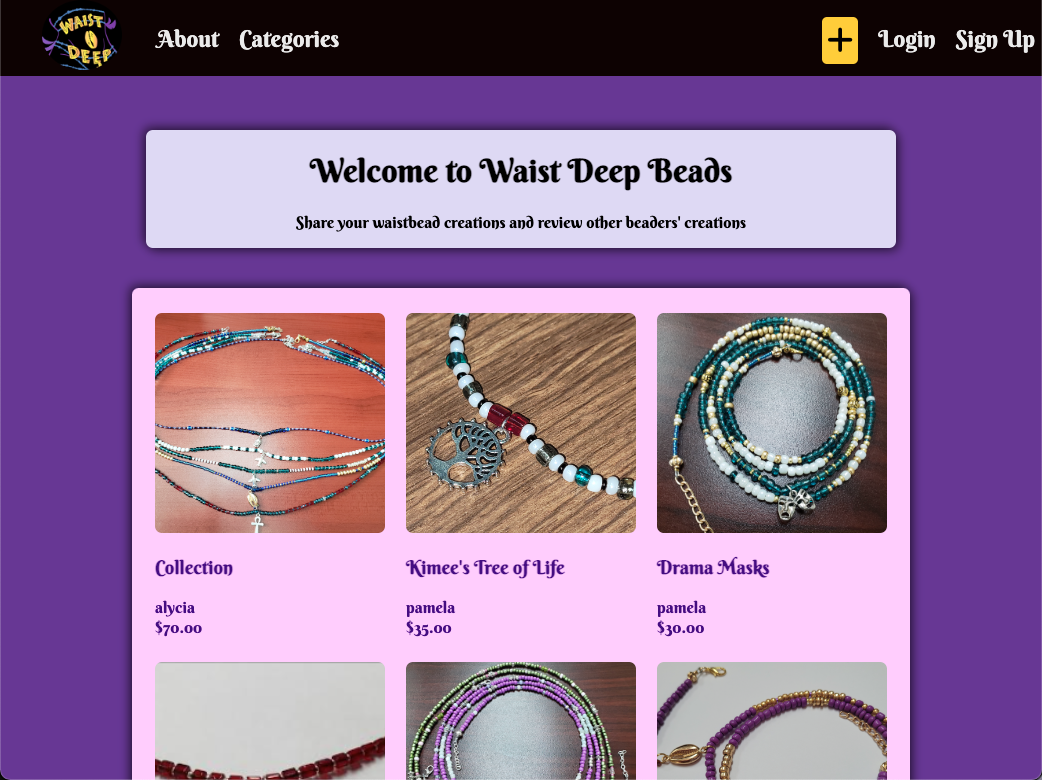 WAIST
DEEP
About Categories
Login Sign Up
Welcome to Waist Deep Beads
Share your waistbead creations and review other beaders' creations
Collection Kimee's Tree of Life Drama Masks
alycia pamela pamela
$70.00 $35.00 $30.00